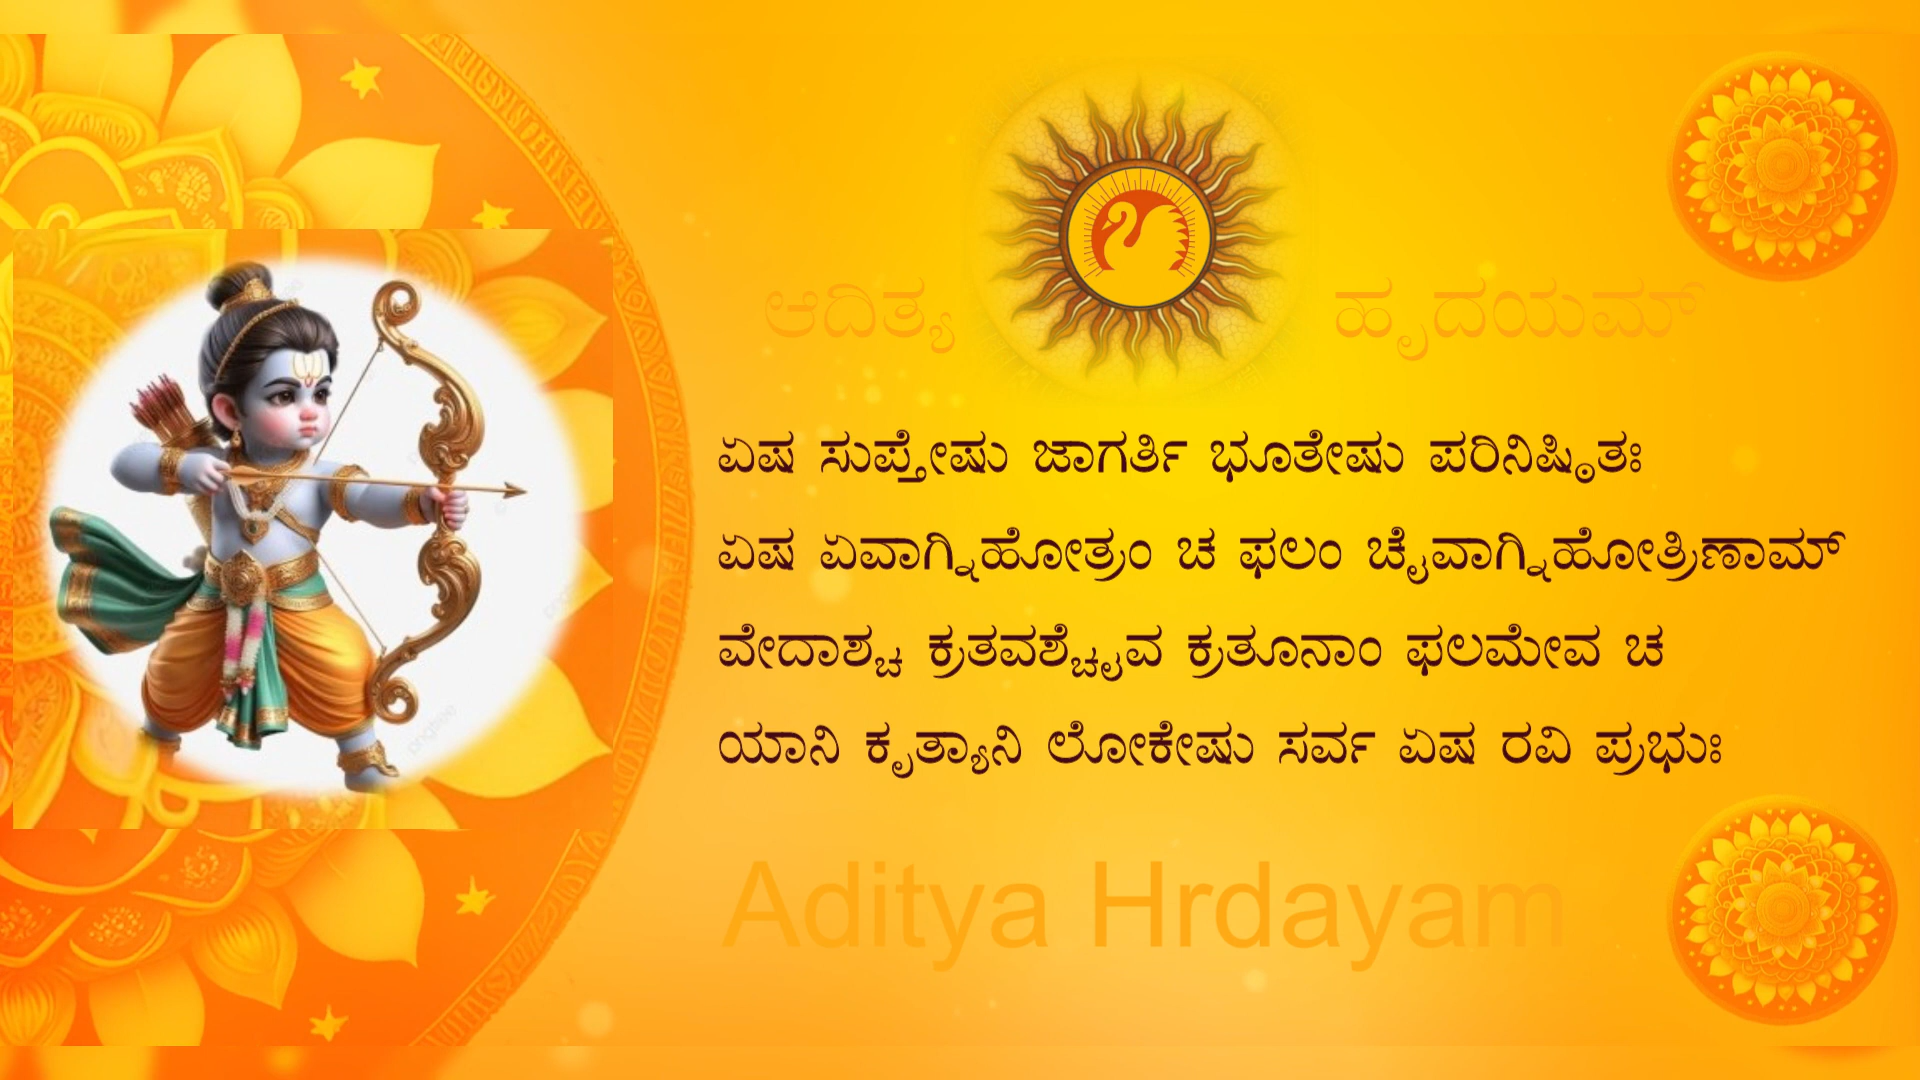 ಆದಿತ್ಯ ಹೃದಯಮ್
ಏಷ ಸುಪ್ತೇಷು ಜಾಗರ್ತಿ ಭೂತೇಷು ಪರಿನಿಷ್ಠಿತಃ
ಏಷ ಏವಾಗ್ನಿಹೋತ್ರಂ ಚ ಫಲಂ ಚೈವಾಗ್ನಿಹೋತ್ರಿಣಾಮ್
ವೇದಾಶ್ಚ ಕ್ರತವಶ್ಚೈವ ಕ್ರತೂನಾಂ ಫಲಮೇವ ಚ
ಯಾನಿ ಕೃತ್ಯಾನಿ ಲೋಕೇಷು ಸರ್ವ ಏಷ ರವಿ ಪ್ರಭುಃ
Aditya Hrdayam